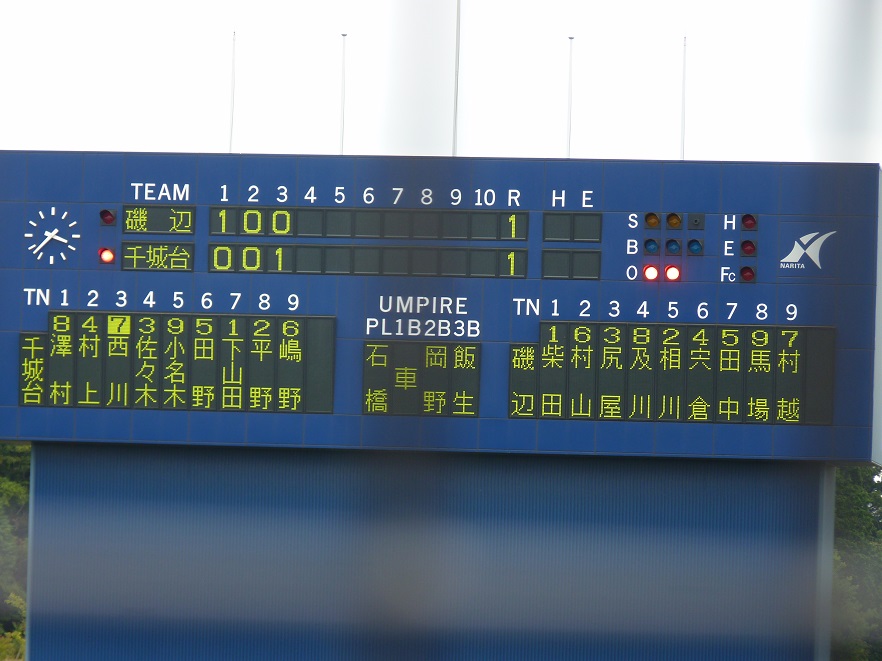 TEAM 1 2 3 4 5 6 7 8 9 10 R H E
磯辺 1 0 0 1
千城台 0 0 1 1
S H
B E
O Fc
NARITA
TN 1 2 3 4 5 6 7 8 9
8 4 7 3 9 5 1 2 6
千城台 澤村 村上 西川 佐々木 小名木 田野 下山田 平野 嶋野
UMPIRE
PL 1B 2B 3B
石橋 車 岡野 飯生
TN 1 2 3 4 5 6 7 8 9
1 6 3 8 2 4 5 9 7
磯辺 柴田 村山 尻屋 及川 相川 宍倉 田中 馬場 村越